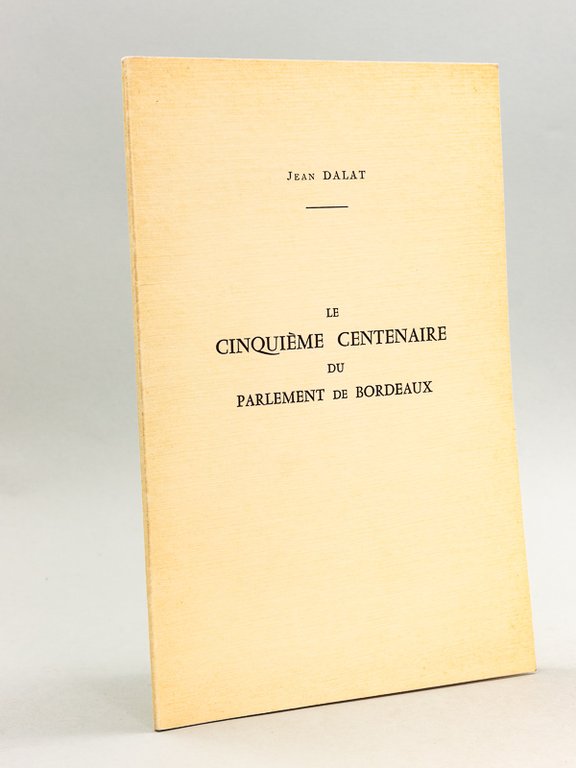 Jean DALAT
LE
CINQUIÈME CENTENAIRE
DU
PARLEMENT DE BORDEAUX